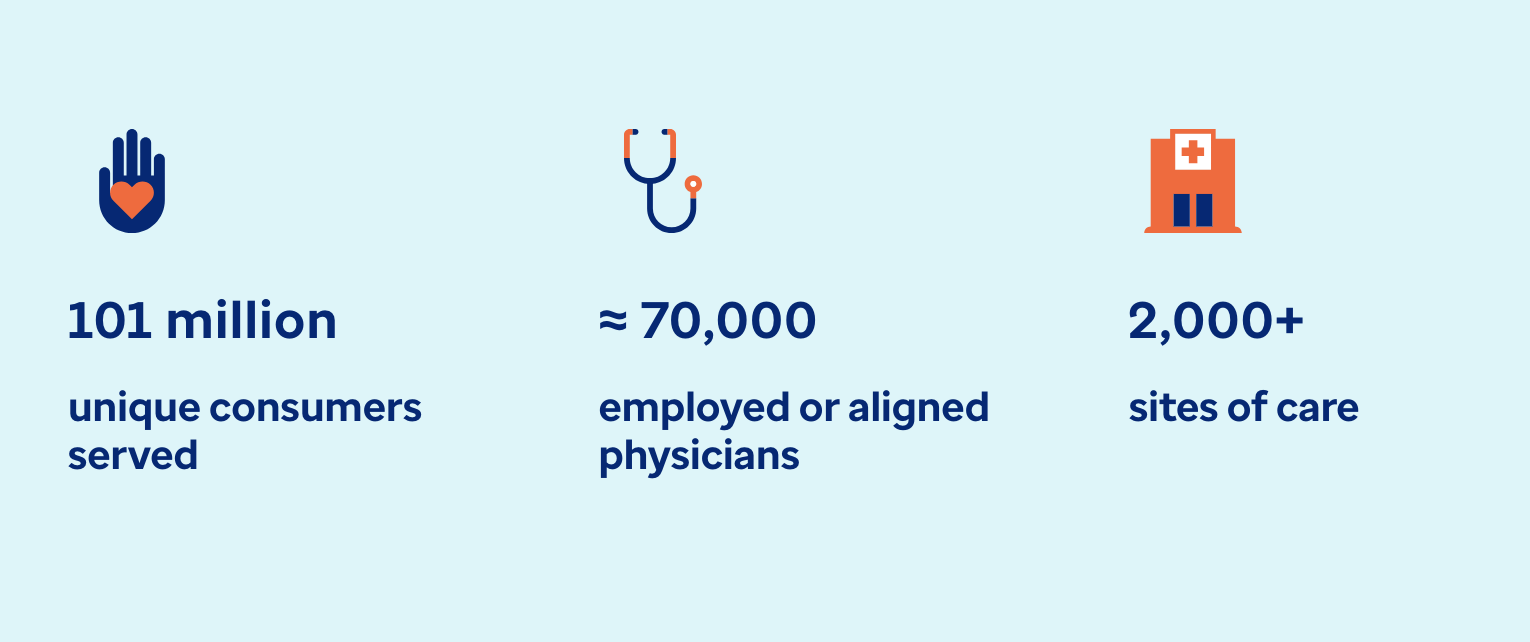 101 million
unique consumers
served
≈ 70,000
employed or aligned
physicians
2,000+
sites of care